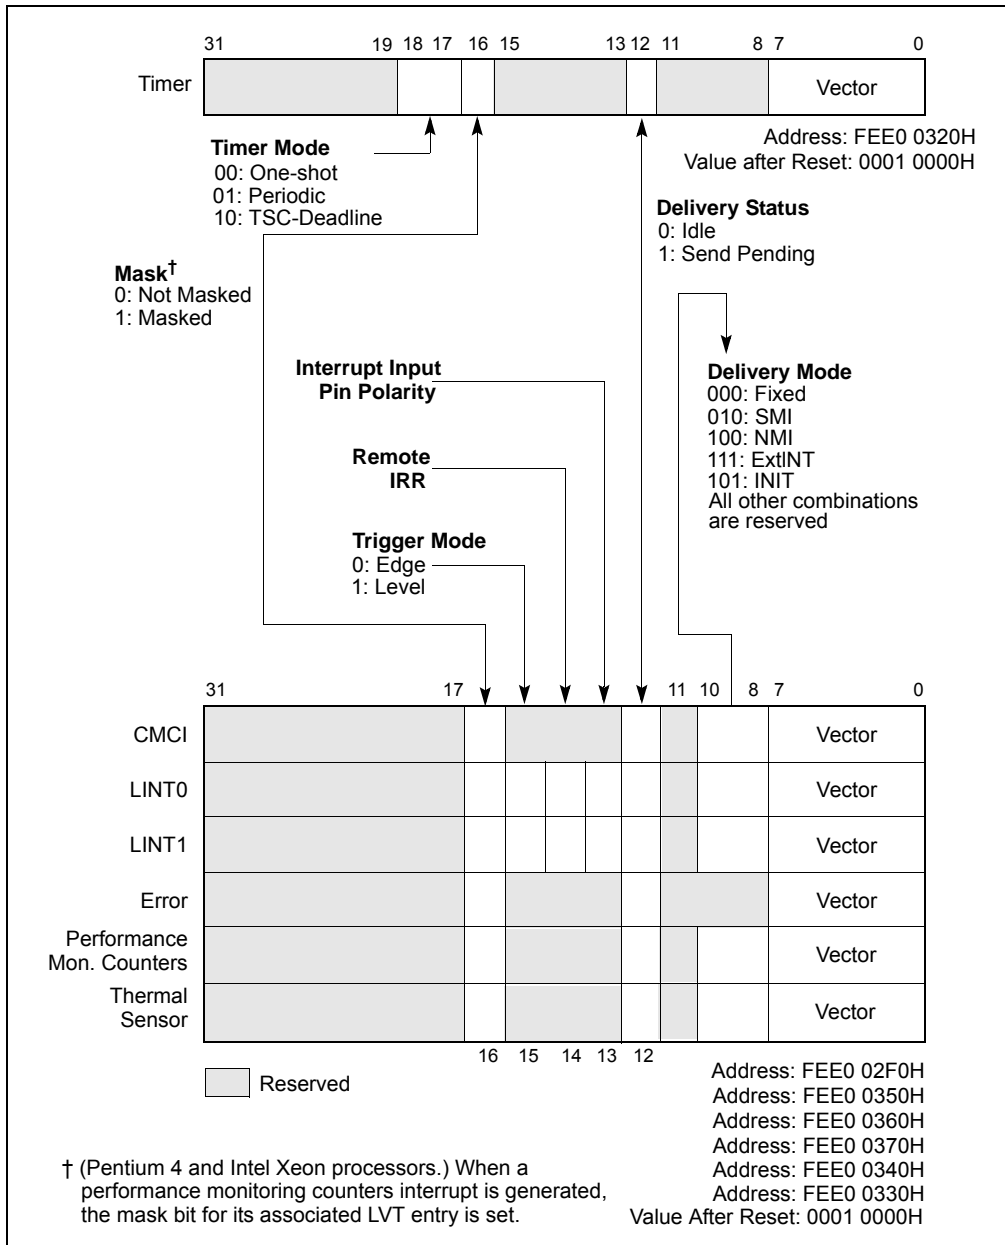 31 19 18 17 16 15 13 12 11 8 7 0
Timer Vector
Address: FEE0 0320H
Value after Reset: 0001 0000H
Timer Mode
00: One-shot
01: Periodic
10: TSC-Deadline
Delivery Status
0: Idle
1: Send Pending
Mask†
0: Not Masked
1: Masked
Interrupt Input
Pin Polarity
Delivery Mode
000: Fixed
010: SMI
100: NMI
111: ExtINT
101: INIT
All other combinations
are reserved
Remote
IRR
Trigger Mode
0: Edge
1: Level
31 17 11 10 8 7 0
CMCI Vector
LINT0 Vector
LINT1 Vector
Error Vector
Performance
Mon. Counters Vector
Thermal
Sensor Vector
16 15 14 13 12
Reserved
Address: FEE0 02F0H
Address: FEE0 0350H
Address: FEE0 0360H
Address: FEE0 0370H
Address: FEE0 0340H
Address: FEE0 0330H
Value After Reset: 0001 0000H
† (Pentium 4 and Intel Xeon processors.) When a
performance monitoring counters interrupt is generated,
the mask bit for its associated LVT entry is set.